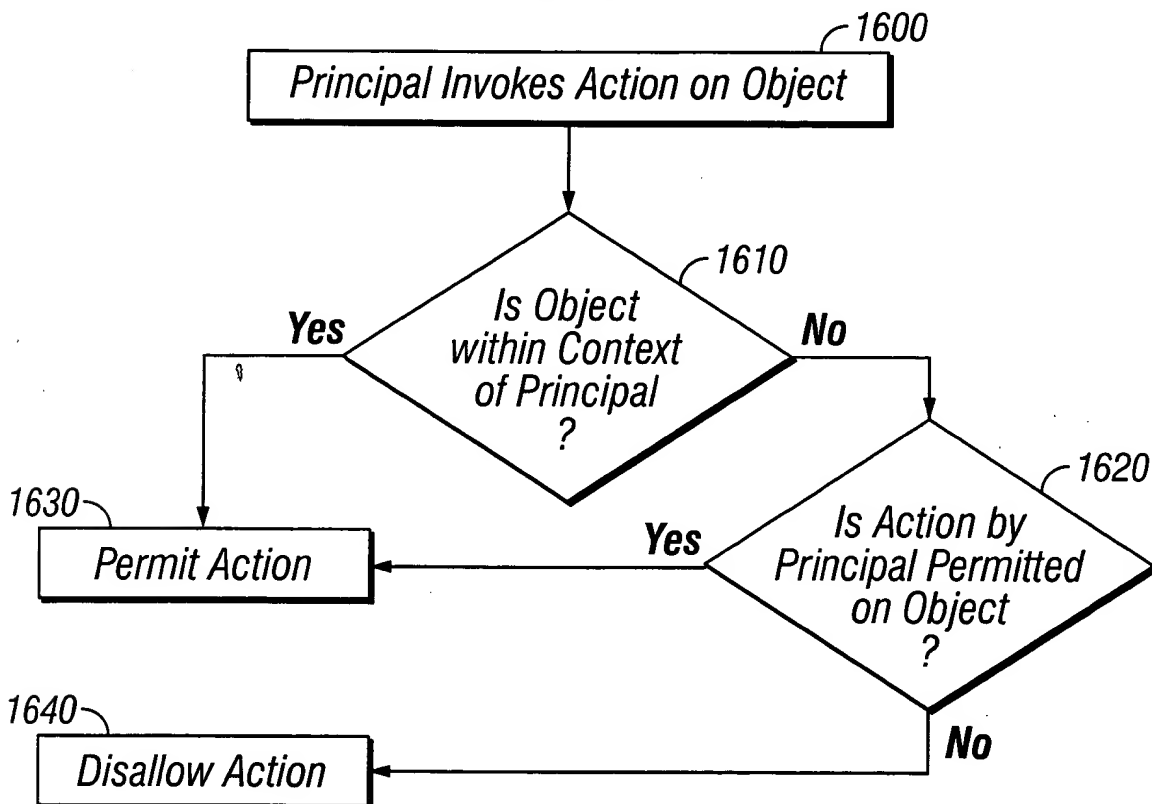 1600
Principal Invokes Action on Object
1610
Is Object
within Context
of Principal
?
Yes
No
1620
Is Action by
Principal Permitted
on Object
?
Yes
No
1630
Permit Action
1640
Disallow Action